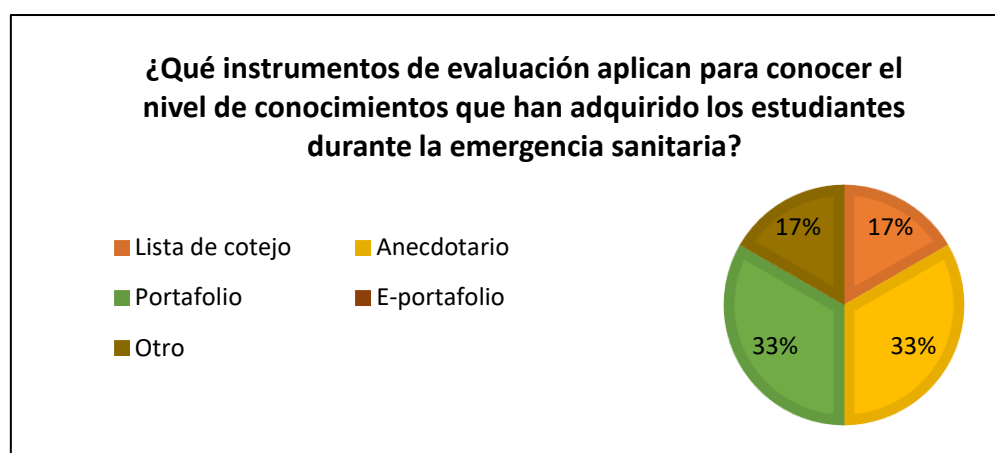 ¿Qué instrumentos de evaluación aplican para conocer el
nivel de conocimientos que han adquirido los estudiantes
durante la emergencia sanitaria?
Lista de cotejo
Anecdotario
Portafolio
E-portafolio
Otro
17%
17%
33%
33%